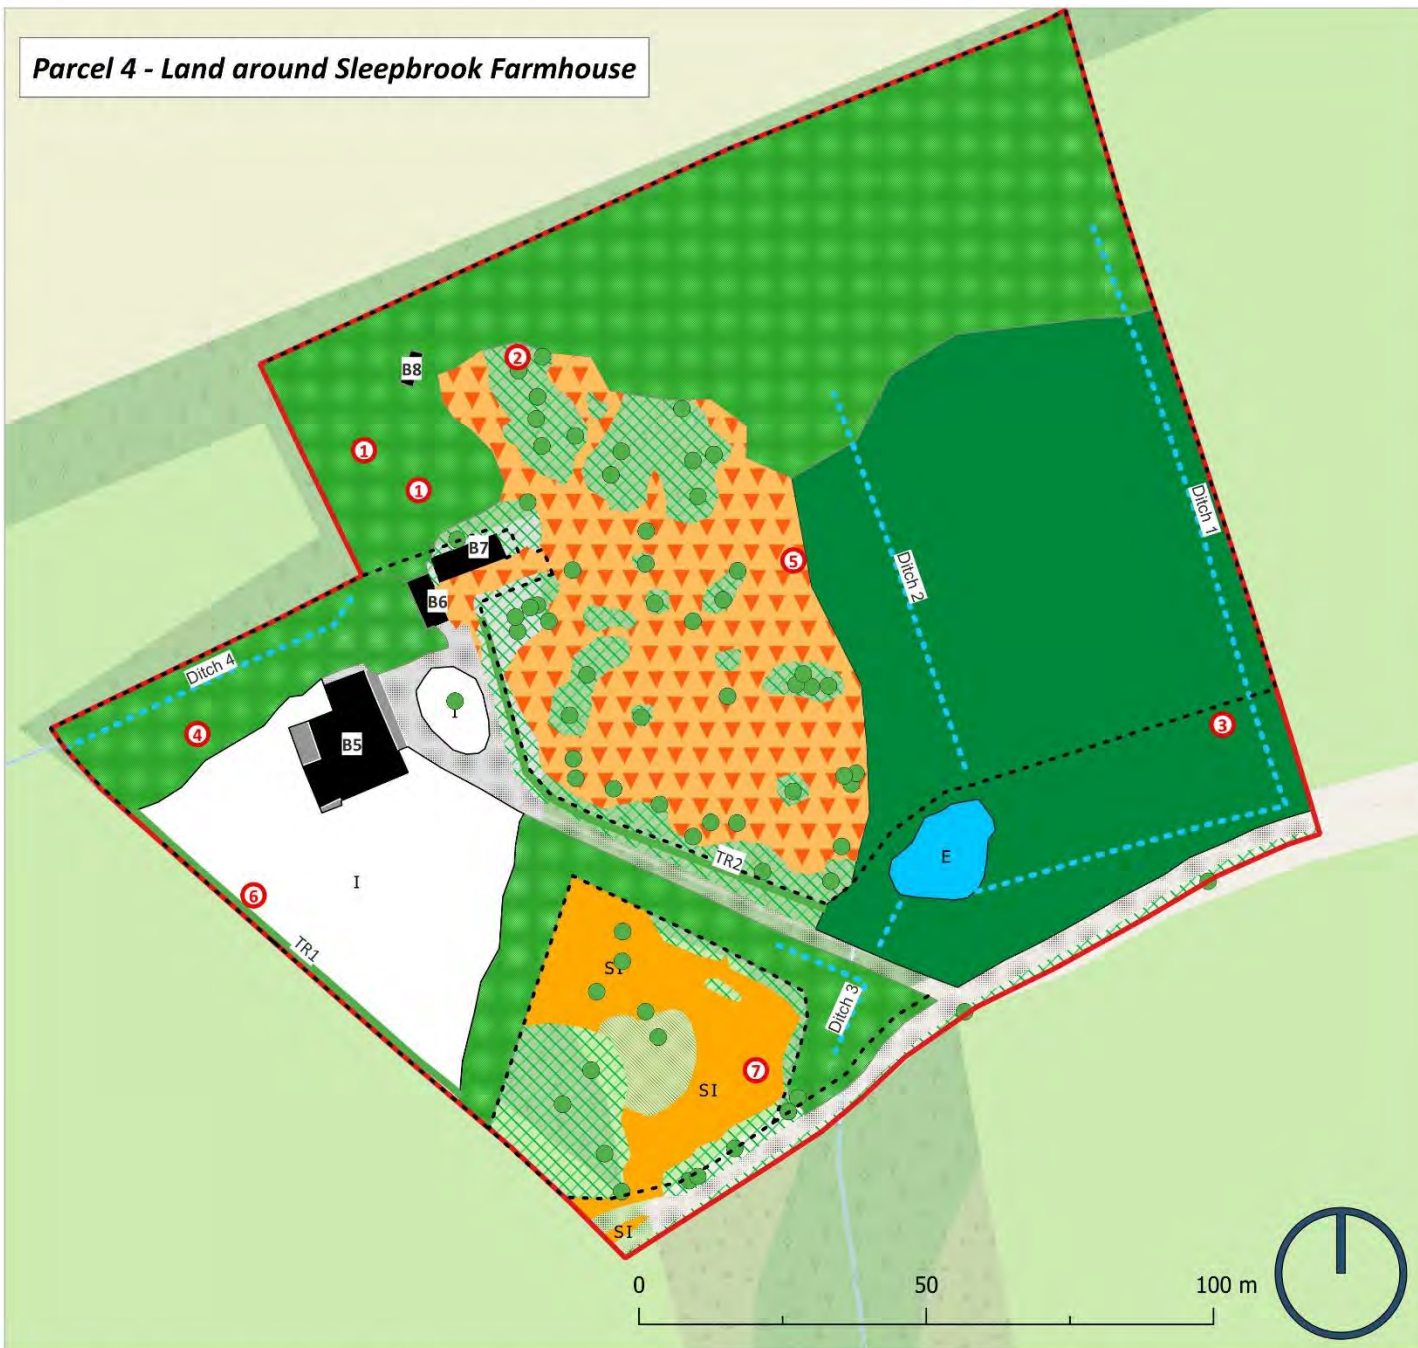 Parcel 4 - Land around Sleepbrook Farmhouse
2
B8
1
1
Ditch 1
B7
5
Ditch 2
B6
Ditch 4
I
3
4
B5
E
TR2
I
6
TR1
SI
Ditch 3
7
SI
SI
0 50 100 m